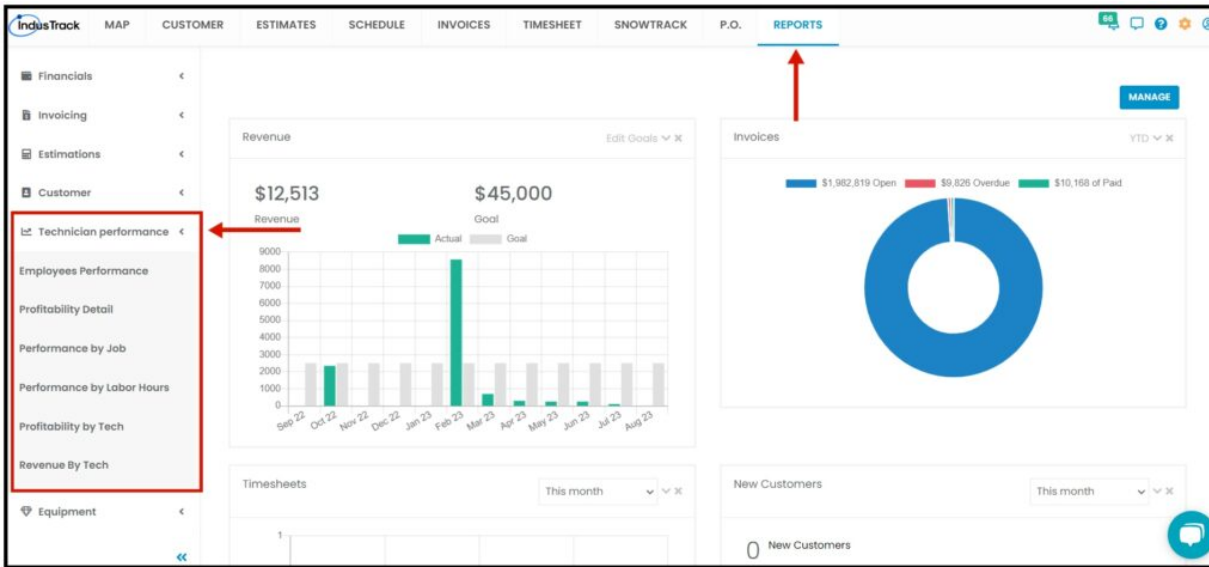 indusTrack MAP CUSTOMER ESTIMATES SCHEDULE INVOICES TIMESHEET SNOWTRACK P.O. REPORTS 66
Financials
Invoicing
Estimations
Customer
Technician performance
Employees Performance
Profitability Detail
Performance by Job
Performance by Labor Hours
Profitability by Tech
Revenue By Tech
Equipment
MANAGE
Revenue Edit Goals
$12,513 $45,000
Revenue Goal
Actual Goal
9000
8000
7000
6000
5000
4000
3000
2000
1000
0
Sep 22 Oct 22 Nov 22 Dec 22 Jan 23 Feb 23 Mar 23 Apr 23 May 23 Jun 23 Jul 23 Aug 23
Invoices YTD
$1,982,819 Open $9,826 Overdue $10,168 of Paid
Timesheets This month
1
New Customers This month
0 New Customers